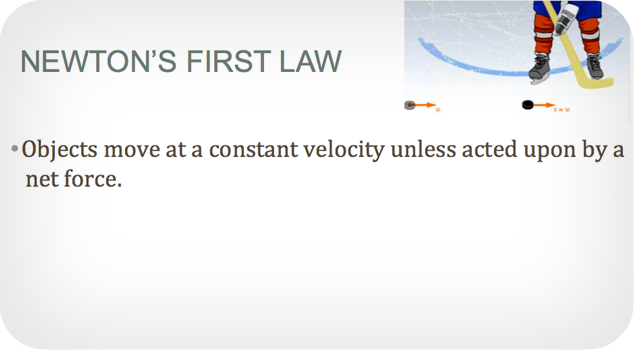 NEWTON'S FIRST LAW
•Objects move at a constant velocity unless acted upon by a
net force.